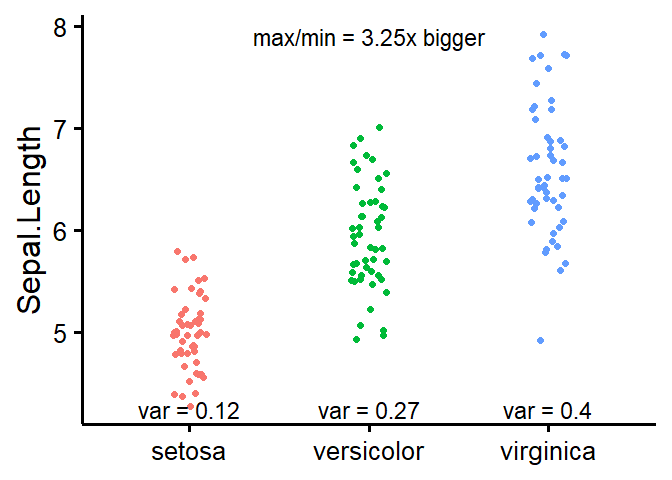 max/min = 3.25x bigger
Sepal.Length
8
7
6
5
var = 0.12 var = 0.27 var = 0.4
setosa versicolor virginica